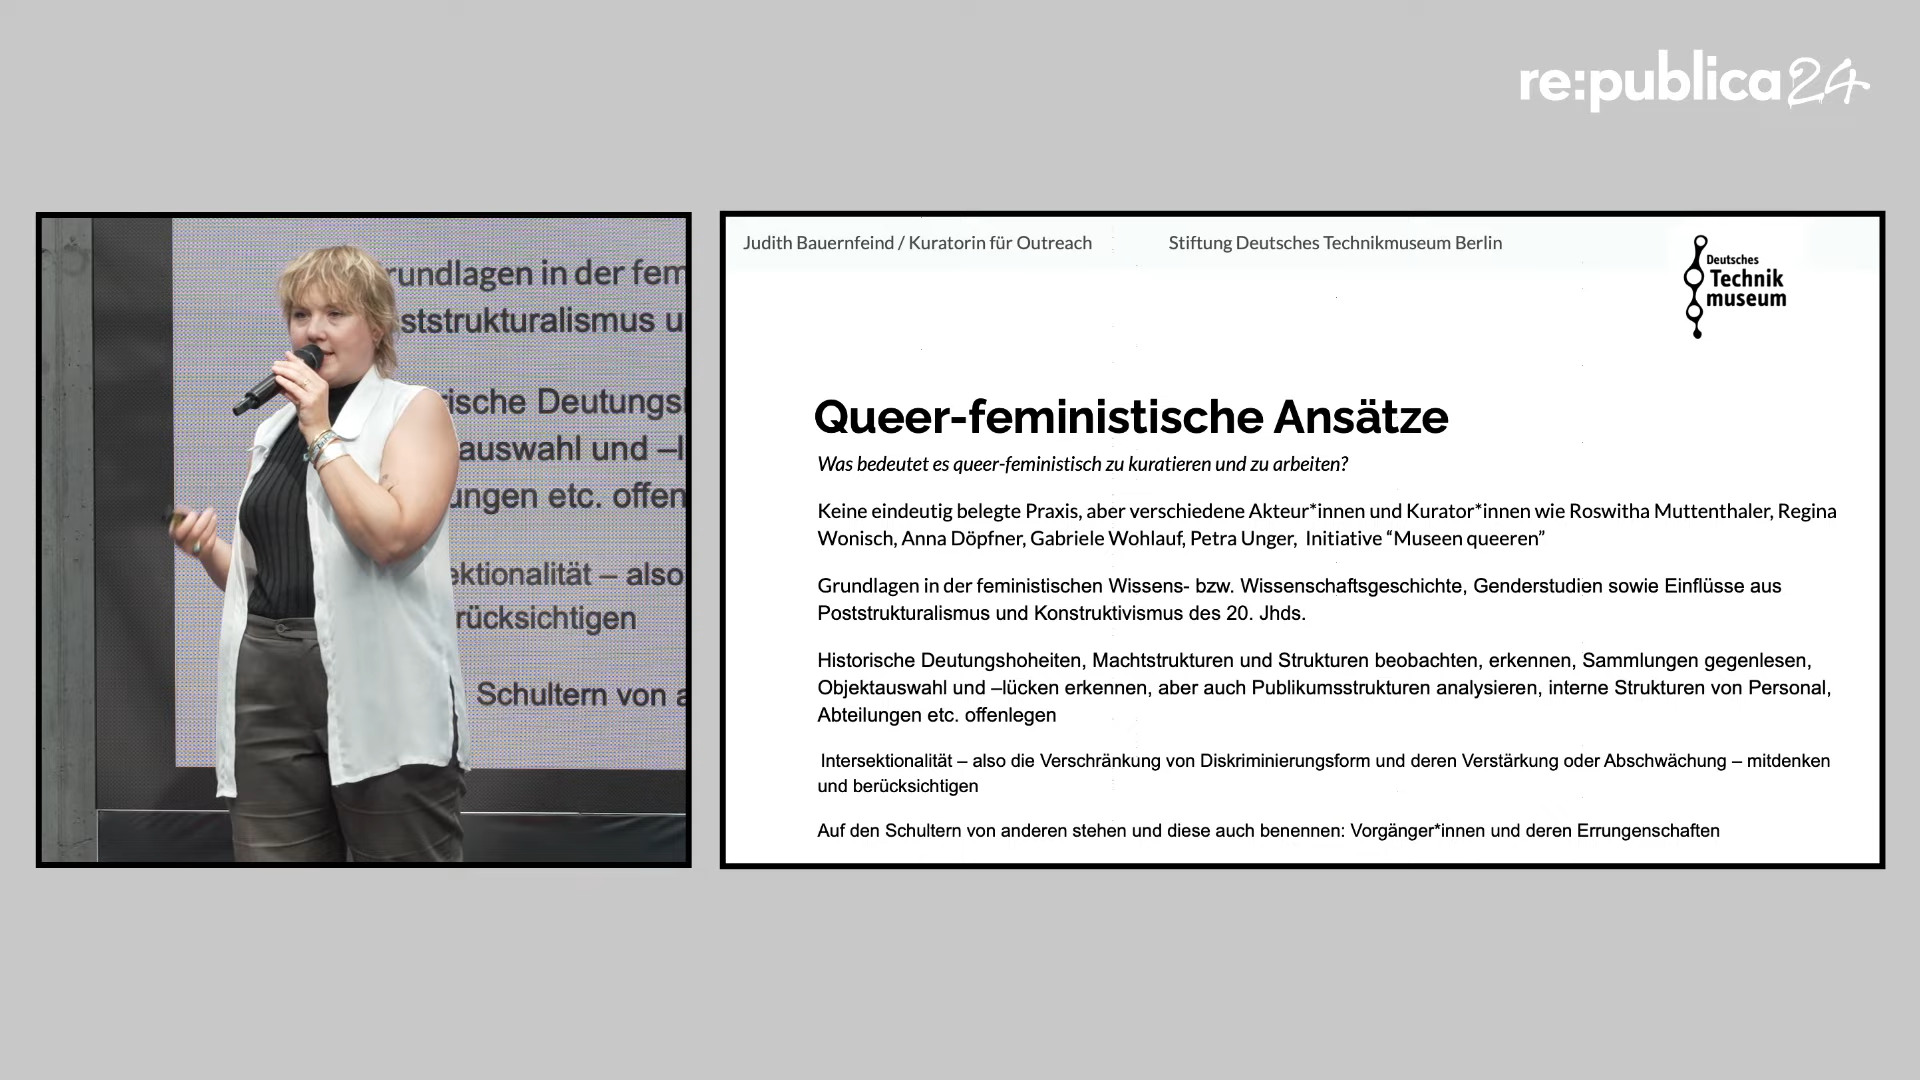 re:publica 24
rundlagen in der fem
ststrukturalismus u
ische Deutungs
auswahl und –l
ungen etc. offen
ektionalität – also
rücksichtigen
Schultern von a
Judith Bauernfeind / Kuratorin für Outreach
Stiftung Deutsches Technikmuseum Berlin
Deutsches
Technik
museum
Queer-feministische Ansätze
Was bedeutet es queer-feministisch zu kuratieren und zu arbeiten?
Keine eindeutig belegte Praxis, aber verschiedene Akteur*innen und Kurator*innen wie Roswitha Muttenthaler, Regina
Wonisch, Anna Döpfner, Gabriele Wohlauf, Petra Unger, Initiative “Museen queeren”
Grundlagen in der feministischen Wissens- bzw. Wissenschaftsgeschichte, Genderstudien sowie Einflüsse aus
Poststrukturalismus und Konstruktivismus des 20. Jhds.
Historische Deutungshoheiten, Machtstrukturen und Strukturen beobachten, erkennen, Sammlungen gegenlesen,
Objektauswahl und –lücken erkennen, aber auch Publikumsstrukturen analysieren, interne Strukturen von Personal,
Abteilungen etc. offenlegen
Intersektionalität – also die Verschränkung von Diskriminierungsform und deren Verstärkung oder Abschwächung – mitdenken
und berücksichtigen
Auf den Schultern von anderen stehen und diese auch benennen: Vorgänger*innen und deren Errungenschaften